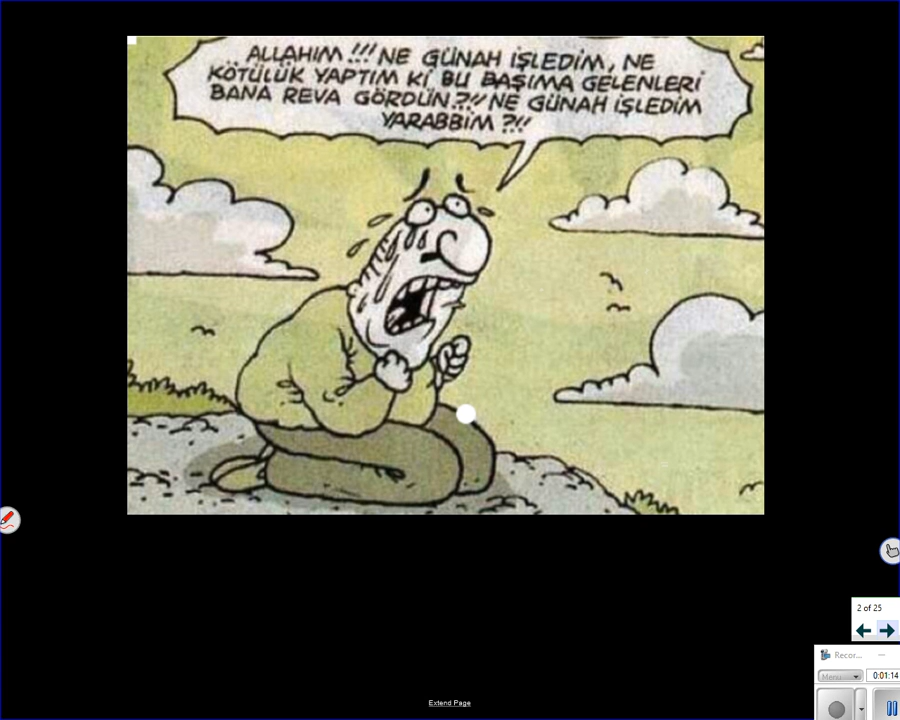 ALLAHIM !!! NE GÜNAH İŞLEDİM, NE
KÖTÜLÜK YAPTIM Kİ BU BAŞIMA GELENLERİ
BANA REVA GÖRDÜN ?!! NE GÜNAH İŞLEDİM
YARABBİM ?!!
2 of 25
Recor...
Menu
0:01:14
Extend Page